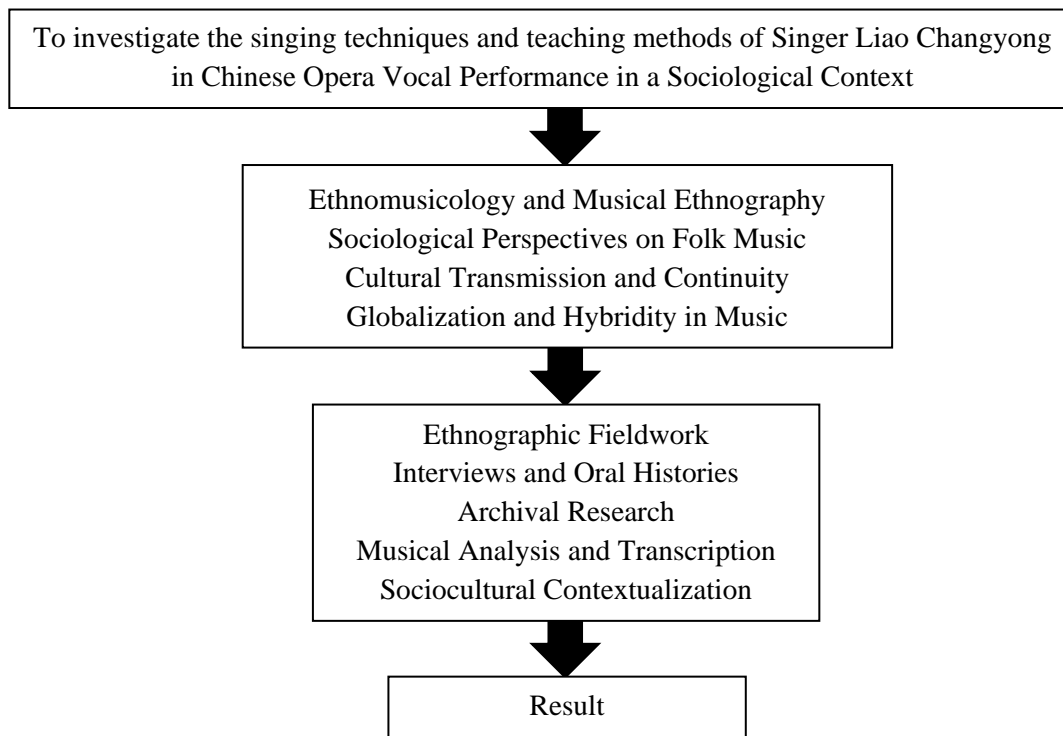 To investigate the singing techniques and teaching methods of Singer Liao Changyong
in Chinese Opera Vocal Performance in a Sociological Context
Ethnomusicology and Musical Ethnography
Sociological Perspectives on Folk Music
Cultural Transmission and Continuity
Globalization and Hybridity in Music
Ethnographic Fieldwork
Interviews and Oral Histories
Archival Research
Musical Analysis and Transcription
Sociocultural Contextualization
Result